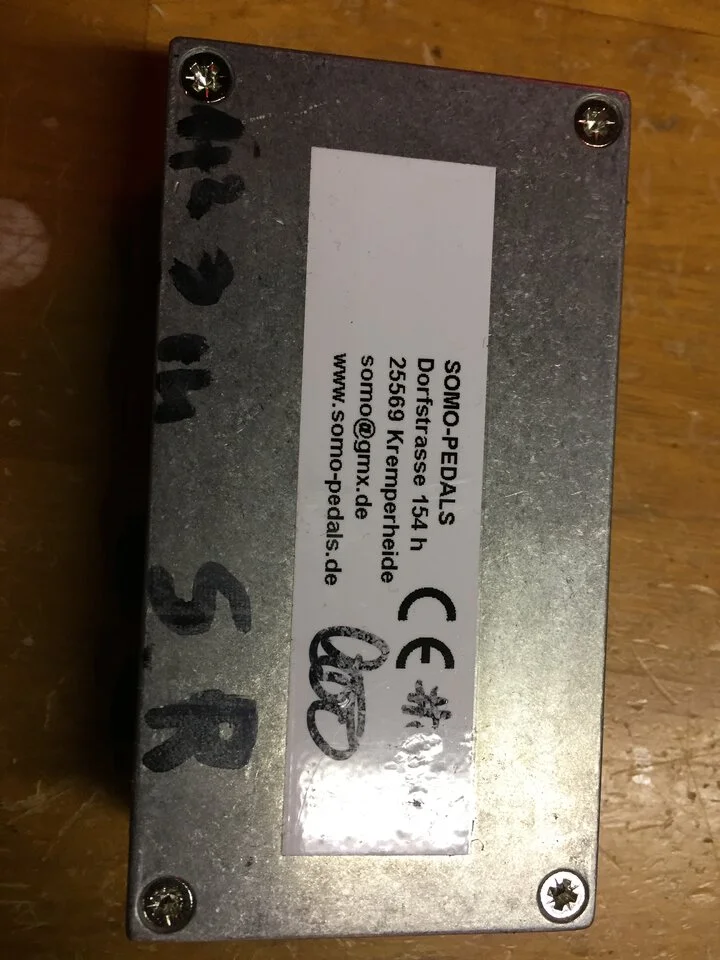 SOMO-PEDALS
Dorfstrasse 154 h
25569 Kremperheide
somo@gmx.de
www.somo-pedals.de
CE
S.R